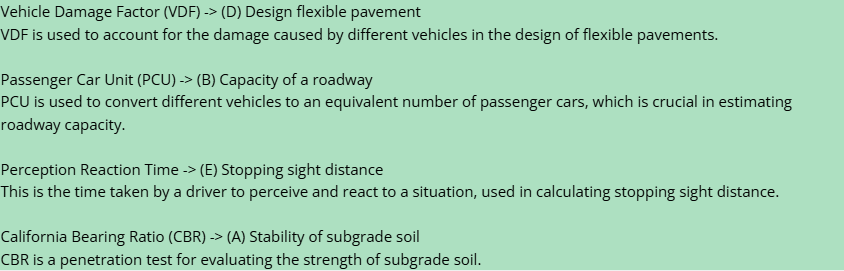 Vehicle Damage Factor (VDF) -> (D) Design flexible pavement
VDF is used to account for the damage caused by different vehicles in the design of flexible pavements.
Passenger Car Unit (PCU) -> (B) Capacity of a roadway
PCU is used to convert different vehicles to an equivalent number of passenger cars, which is crucial in estimating
roadway capacity.
Perception Reaction Time -> (E) Stopping sight distance
This is the time taken by a driver to perceive and react to a situation, used in calculating stopping sight distance.
California Bearing Ratio (CBR) -> (A) Stability of subgrade soil
CBR is a penetration test for evaluating the strength of subgrade soil.